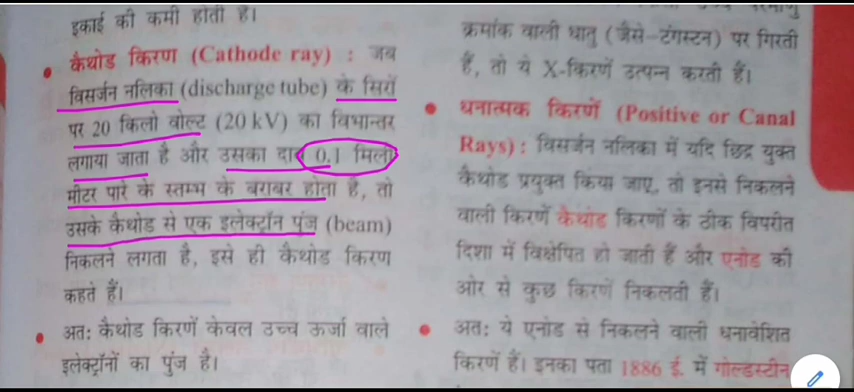 इकाई की कमी होती है।
कैथोड किरण (Cathode ray) : जब
विसर्जन नलिका (discharge tube) के सिरों
पर 20 किलो वोल्ट (20 kV) का विभान्तर
लगाया जाता है और उसका दाब 0.1 मिली
मीटर पारे के स्तम्भ के बराबर होता है, तो
उसके कैथोड से एक इलेक्ट्रॉन पुंज (beam)
निकलने लगता है, इसे ही कैथोड किरण
कहते हैं।
अतः कैथोड किरणें केवल उच्च ऊर्जा वाले
इलेक्ट्रॉनों का पुंज है।
क्रमांक वाली धातु (जैसे–टंगस्टन) पर गिरती
हैं, तो ये X-किरणें उत्पन्न करती हैं।
धनात्मक किरणें (Positive or Canal
Rays) : विसर्जन नलिका में यदि छिद्र युक्त
कैथोड प्रयुक्त किया जाए, तो इनसे निकलने
वाली किरणें कैथोड किरणों के ठीक विपरीत
दिशा में विक्षेपित हो जाती हैं और एनोड की
ओर से कुछ किरणें निकलती हैं।
अतः ये एनोड से निकलने वाली धनावेशित
किरणें हैं। इनका पता 1886 ई. में गोल्डस्टीन